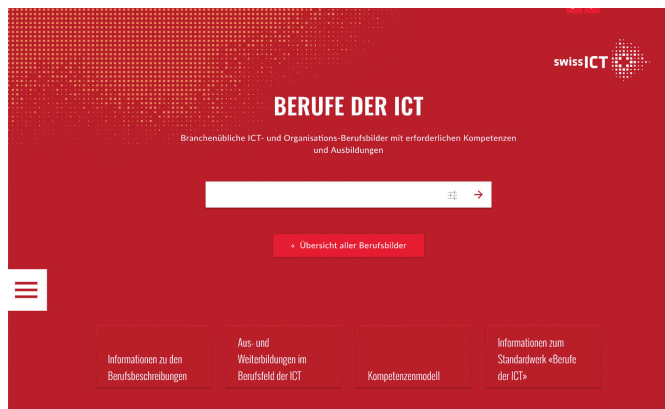 swissICT
BERUFE DER ICT
Branchenübliche ICT- und Organisations-Berufsbilder mit erforderlichen Kompetenzen
und Ausbildungen
→ Übersicht aller Berufsbilder
Informationen zu den
Berufsbeschreibungen
Aus- und
Weiterbildungen im
Berufsfeld der ICT
Kompetenzenmodell
Informationen zum
Standardwerk «Berufe
der ICT»